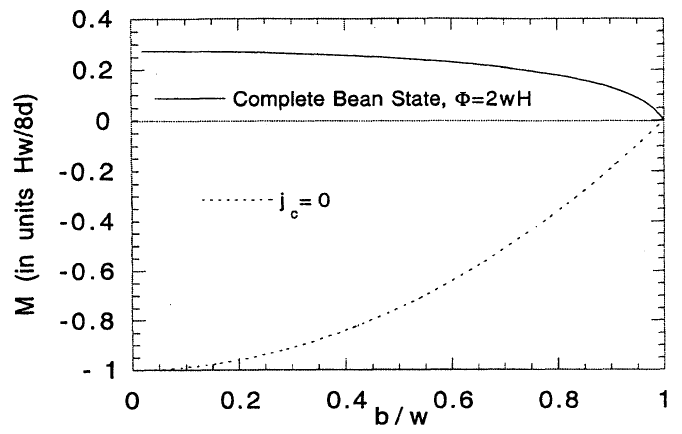 0.4
0.2
Complete Bean State, Φ=2wH
0
-0.2
j c = 0
-0.4
-0.6
-0.8
- 1
M (in units Hw/8d)
0 0.2 0.4 0.6 0.8 1
b / w